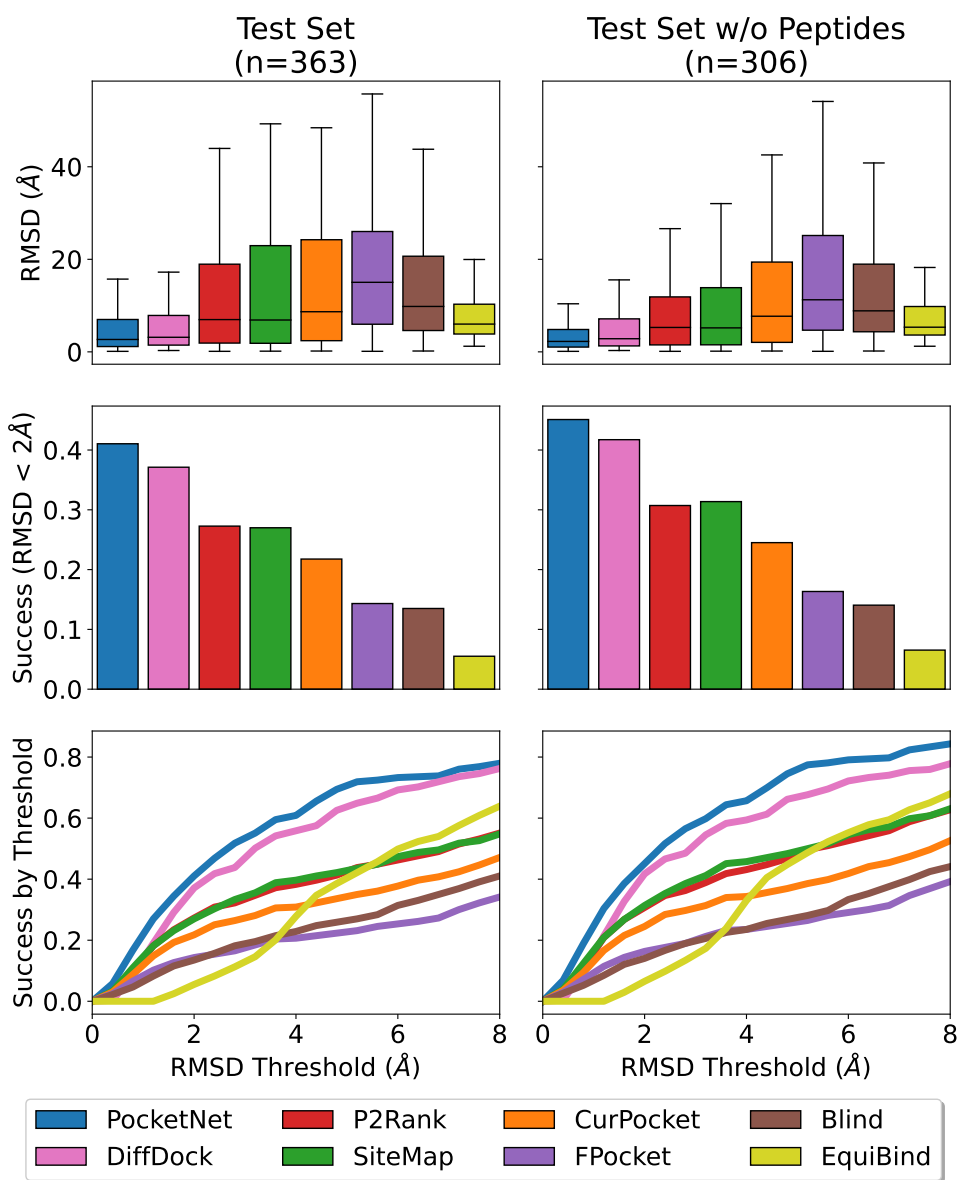 Test Set
(n=363)
Test Set w/o Peptides
(n=306)
RMSD (Å)
40
20
0
Success (RMSD < 2Å)
0.4
0.3
0.2
0.1
0.0
Success by Threshold
0.8
0.6
0.4
0.2
0.0
0 2 4 6 8
0 2 4 6 8
RMSD Threshold (Å)
RMSD Threshold (Å)
PocketNet P2Rank CurPocket Blind
DiffDock SiteMap FPocket EquiBind